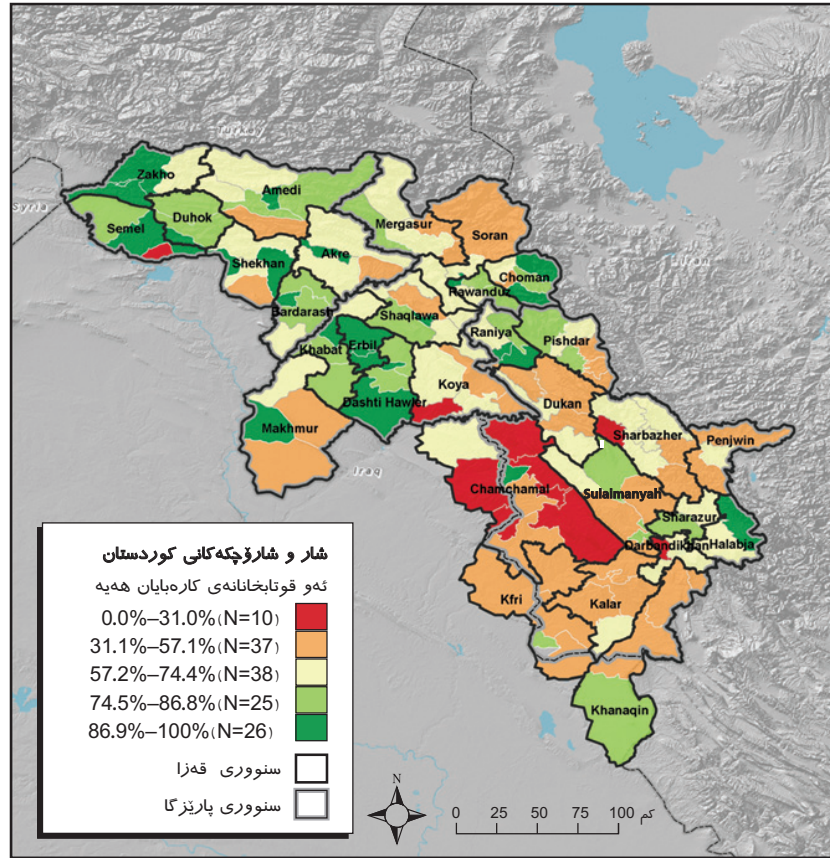 Turkey
Zakho
Amedi
Syria
Semel
Duhok
Mergasur
Soran
Shekhan
Akre
Choman
Rawanduz
Bardarash
Shaqlawa
Raniya
Pishdar
Khabat
Erbil
Koya
Dashti Hawler
Dukan
Makhmur
Sharbazher
Penjwin
Iraq
Chamchamal
Sulaimanyah
Sharazur
Darbandikhan
Halabja
Kfri
Kalar
Khanaqin
شار و شارۆچکەکانی کوردستان
ئەو قوتابخانانەی کارەبایان هەیە
0.0%–31.0% (N=10)
31.1%–57.1% (N=37)
57.2%–74.4% (N=38)
74.5%–86.8% (N=25)
86.9%–100% (N=26)
سنووری قەزا
سنووری پارێزگا
N
0 25 50 75 100 کم